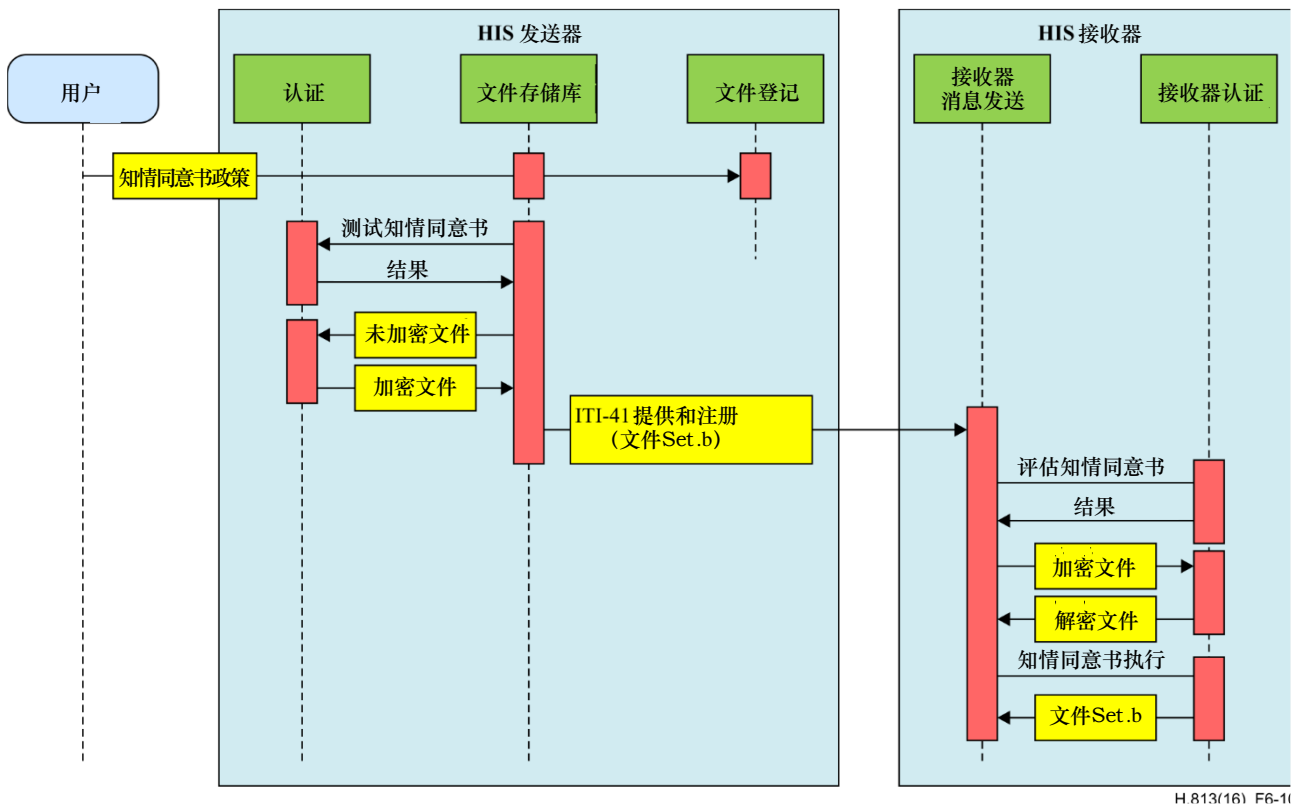 HIS 发送器
HIS 接收器
用户
认证
文件存储库
文件登记
接收器
消息发送
接收器认证
知情同意书政策
测试知情同意书
结果
未加密文件
加密文件
ITI-41 提供和注册
（文件Set.b）
评估知情同意书
结果
加密文件
解密文件
知情同意书执行
文件Set.b
H.813(16)_F6-10